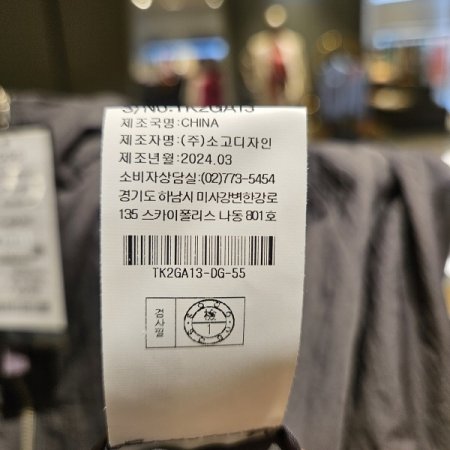 S/NO:TK2GA13
제조국명:CHINA
제조자명:(주)소고디자인
제조년월:2024.03
소비자상담실:(02)773-5454
경기도 하남시 미사강변한강로
135 스카이폴리스 나동 801호
TK2GA13-DG-55
검사필
1